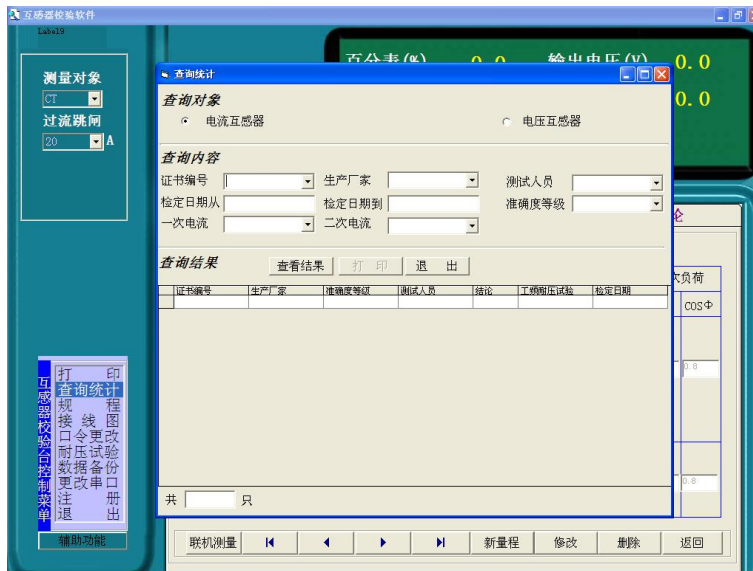 互感器校验软件
Label9
百分表(%) 0.0 输出电压(V) 0.0
0.0
测量对象
CT
过流跳闸
20 A
查询统计
查询对象
电流互感器 电压互感器
查询内容
证书编号 生产厂家 测试人员
检定日期从 检定日期到 准确度等级
一次电流 二次电流
查询结果 查看结果 打 印 退 出
证书编号 生产厂家 准确度等级 测试人员 结论 工频耐压试验 检定日期
共 只
论
次负荷
COSΦ
0.8
0.8
互感器校验台控制菜单
打 印
查询统计
规 程
接 线 图
口令更改
耐压试验
数据备份
更改串口
注 册
退 出
辅助功能
联机测量 新量程 修改 删除 返回